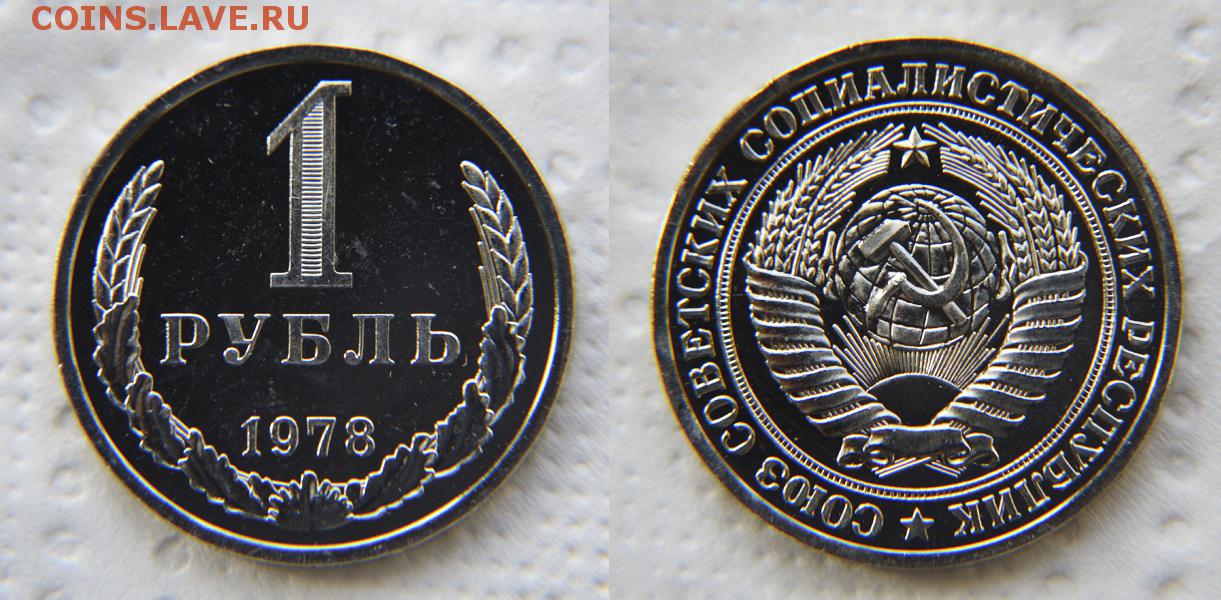 COINS.LAVE.RU
1
РУБЛЬ
1978
СОЮЗ СОВЕТСКИХ СОЦИАЛИСТИЧЕСКИХ РЕСПУБЛИК